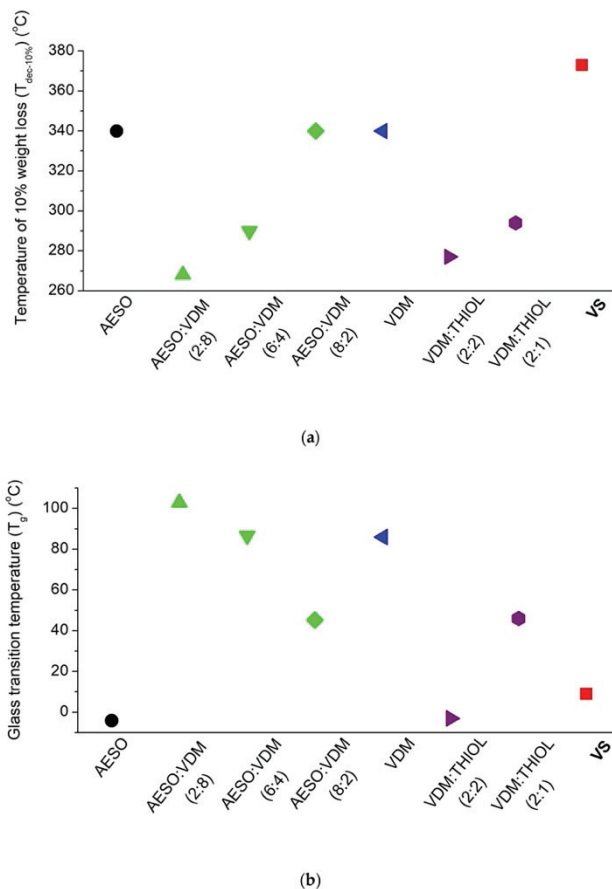 Temperature of 10% weight loss (T_dec-10%) (°C)
380
360
340
320
300
280
260
AESO
AESO:VDM
(2:8)
AESO:VDM
(6:4)
AESO:VDM
(8:2)
VDM
VDM:THIOL
(2:2)
VDM:THIOL
(2:1)
VS
(a)
Glass transition temperature (T_g) (°C)
100
80
60
40
20
0
AESO
AESO:VDM
(2:8)
AESO:VDM
(6:4)
AESO:VDM
(8:2)
VDM
VDM:THIOL
(2:2)
VDM:THIOL
(2:1)
VS
(b)